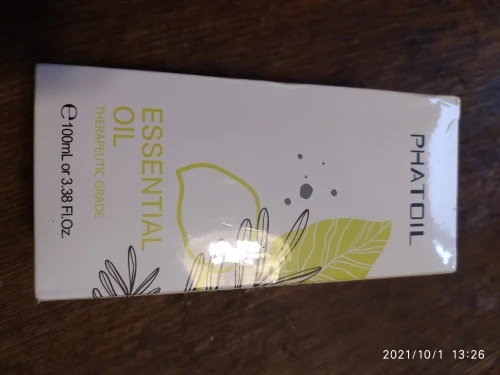 PHATOIL
ESSENTIAL
OIL
THERAPEUTIC GRADE
℮100mL or 3.38 Fl.Oz.
2021/10/1 13:26